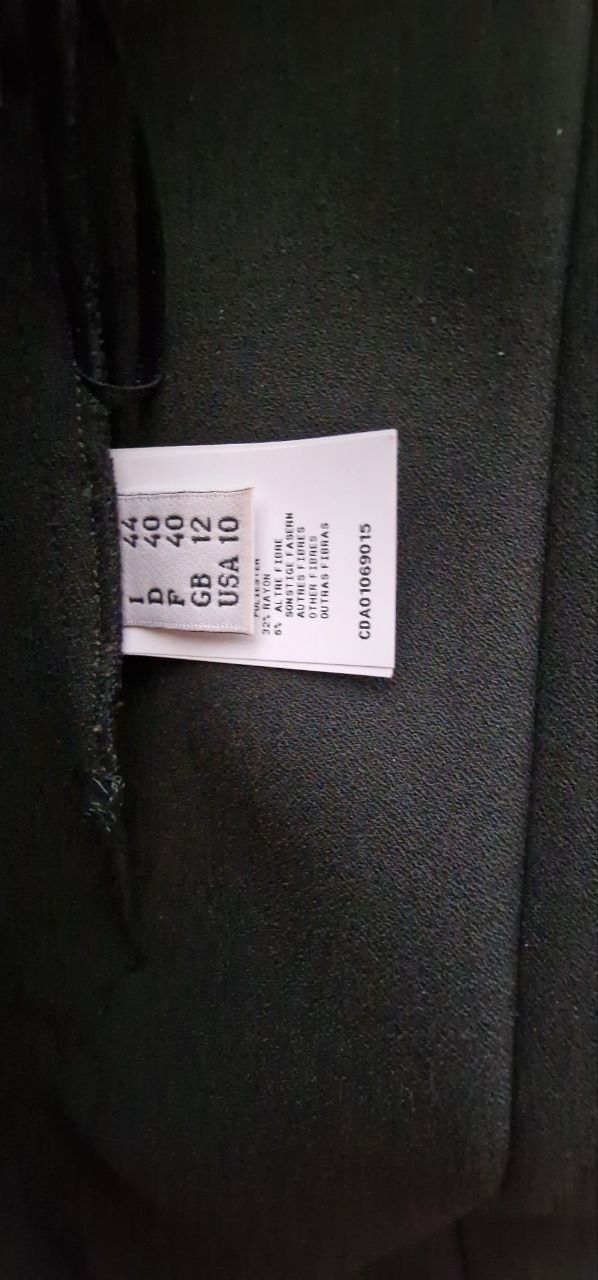 I 44
D 40
F 40
GB 12
USA 10
32% RAYON
6% ALTRE FIBRE
SONSTIGE FASERN
AUTRES FIBRES
OTHER FIBRES
OUTRAS FIBRAS
CDA01069015